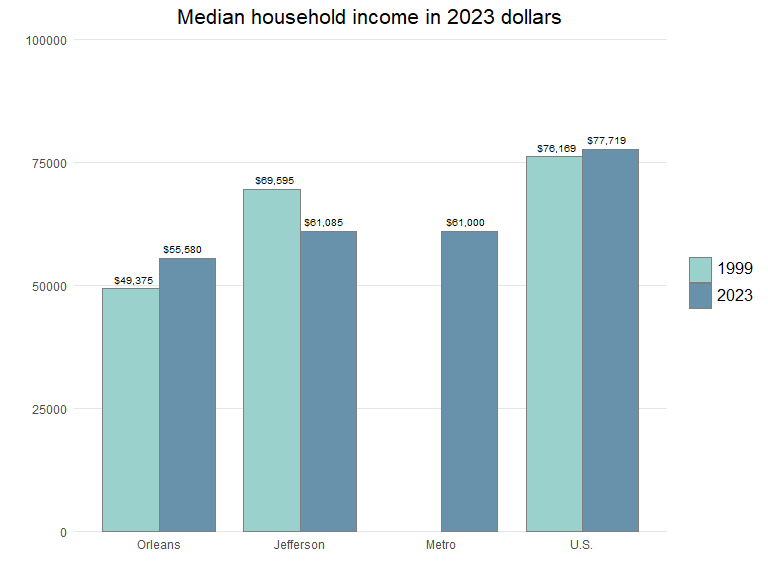 Median household income in 2023 dollars
100000
75000
50000
25000
0
$49,375
$55,580
$69,595
$61,085
$61,000
$76,169
$77,719
Orleans
Jefferson
Metro
U.S.
1999
2023